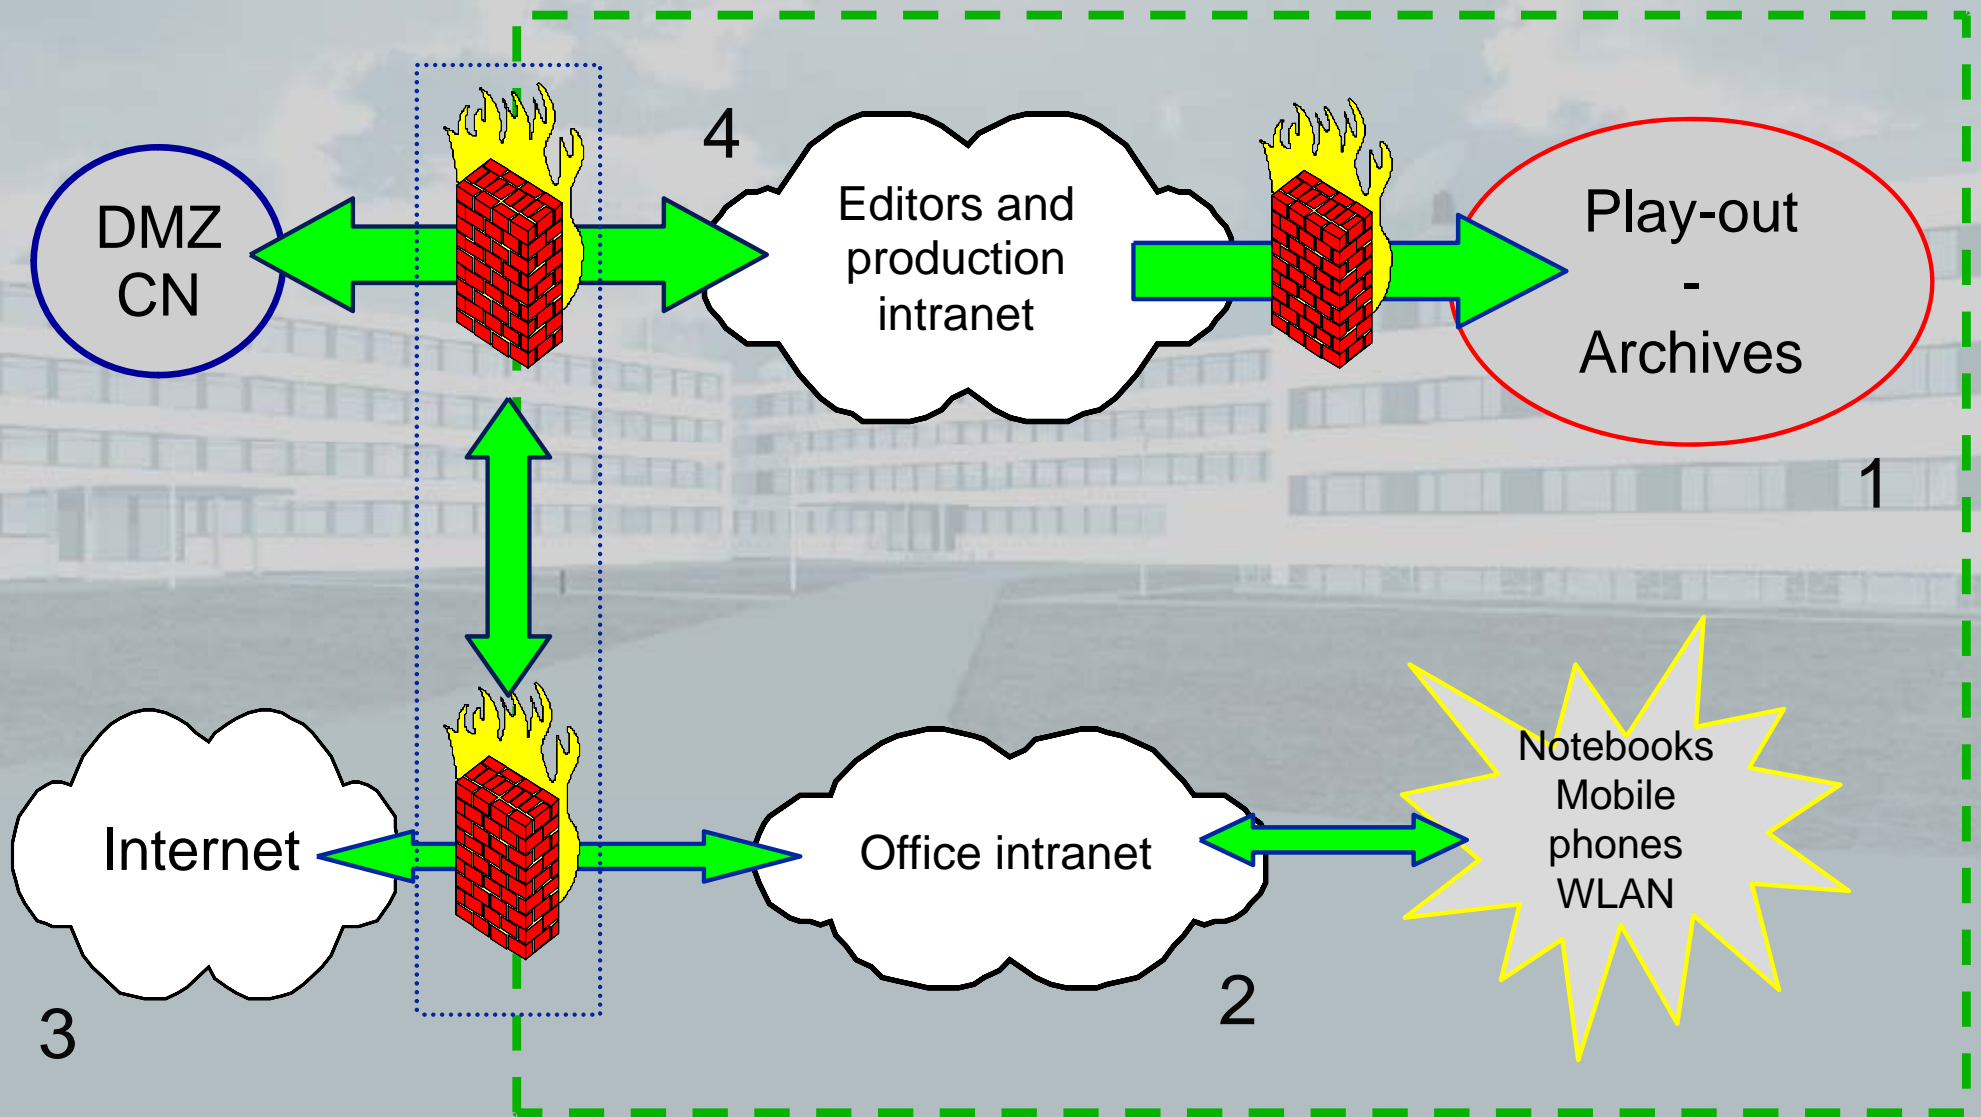 DMZ
CN
4
Editors and
production
intranet
Play-out
-
Archives
1
Internet
3
Office intranet
2
Notebooks
Mobile
phones
WLAN